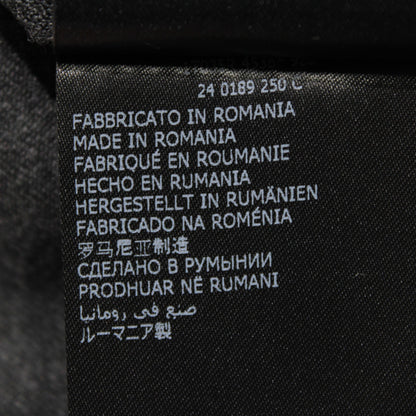 24 0189 250 C
FABBRICATO IN ROMANIA
MADE IN ROMANIA
FABRIQUÉ EN ROUMANIE
HECHO EN RUMANIA
HERGESTELLT IN RUMÄNIEN
FABRICADO NA ROMÉNIA
罗马尼亚制造
СДЕЛАНО В РУМЫНИИ
PRODHUAR NË RUMANI
صنع في رومانيا
ルーマニア製